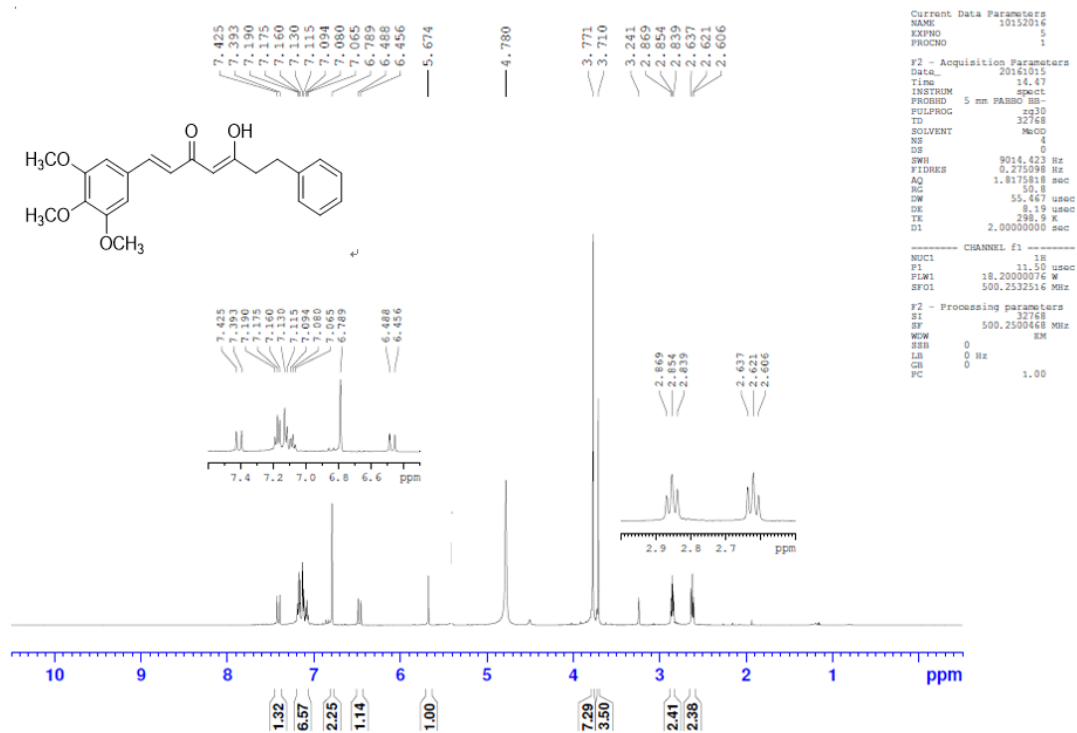 7.425
7.393
7.190
7.175
7.160
7.130
7.115
7.094
7.080
7.065
6.789
6.488
6.456
5.674
4.780
3.771
3.710
3.241
2.869
2.854
2.839
2.637
2.621
2.606
Current Data Parameters
NAME 10152016
EXPNO 5
PROCNO 1
F2 - Acquisition Parameters
Date_ 20161015
Time 14.47
INSTRUM spect
PROBHD 5 mm PABBO BB-
PULPROG zg30
TD 32768
SOLVENT MeOD
NS 4
DS 0
SWH 9014.423 Hz
FIDRES 0.275098 Hz
AQ 1.8175818 sec
RG 50.8
DW 55.467 usec
DE 8.19 usec
TE 298.9 K
D1 2.00000000 sec
======== CHANNEL f1 ========
NUC1 1H
P1 11.50 usec
PLW1 18.20000076 W
SFO1 500.2532516 MHz
F2 - Processing parameters
SI 32768
SF 500.2500468 MHz
WDW EM
SSB 0
LB 0 Hz
GB 0
PC 1.00
O OH
H3CO
H3CO
OCH3
7.425
7.393
7.190
7.175
7.160
7.130
7.115
7.094
7.080
7.065
6.789
6.488
6.456
7.4 7.2 7.0 6.8 6.6 ppm
2.869
2.854
2.839
2.637
2.621
2.606
2.9 2.8 2.7 ppm
10 9 8 7 6 5 4 3 2 1 ppm
1.32
6.57
2.25
1.14
1.00
7.29
3.50
2.41
2.38